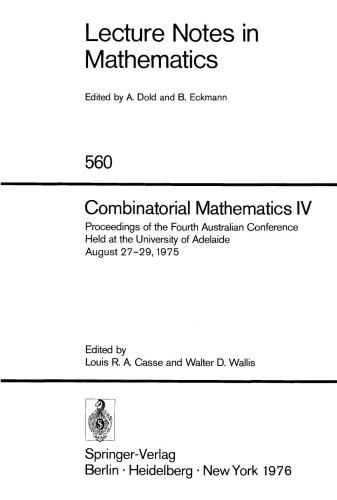 Lecture Notes in
Mathematics
Edited by A. Dold and B. Eckmann
560
Combinatorial Mathematics IV
Proceedings of the Fourth Australian Conference
Held at the University of Adelaide
August 27-29, 1975
Edited by
Louis R. A. Casse and Walter D. Wallis
Springer-Verlag
Berlin · Heidelberg · New York 1976